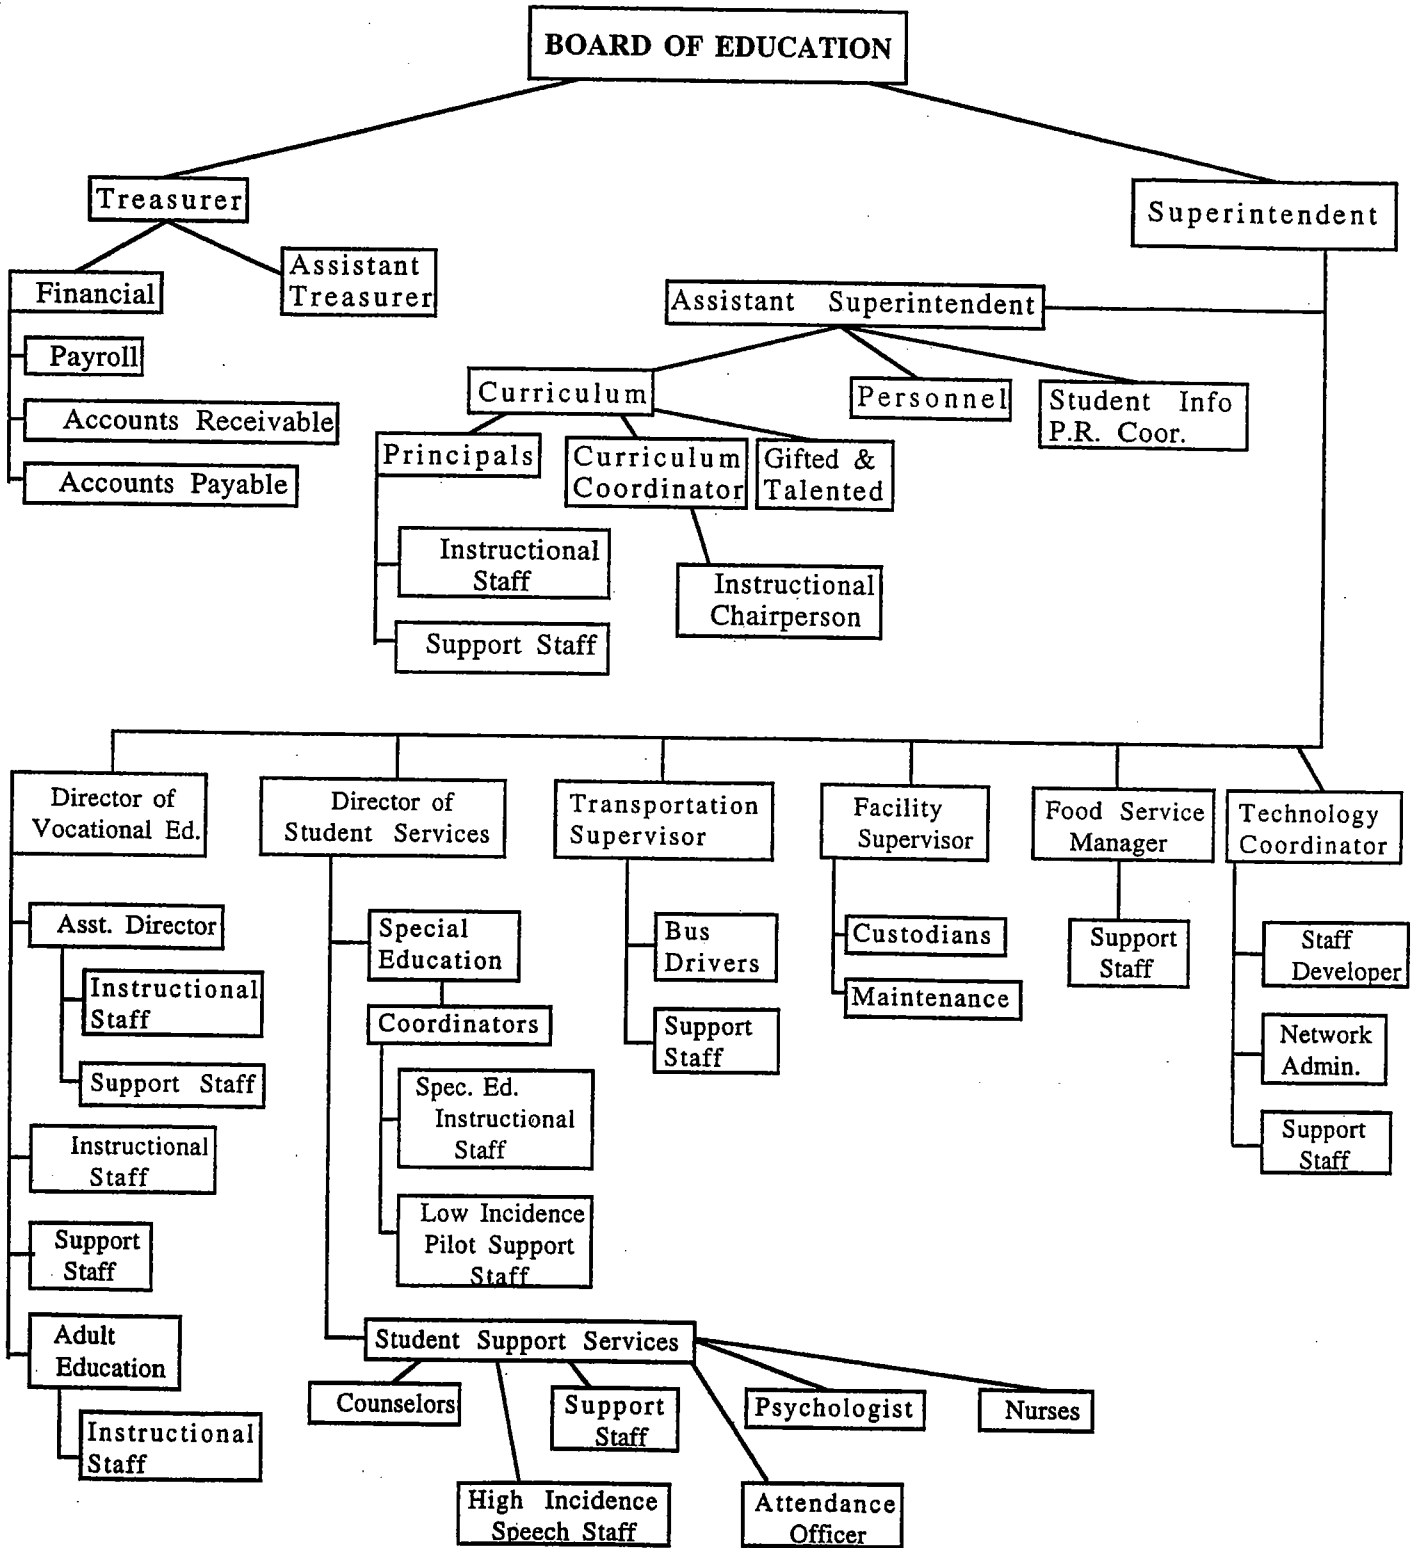 BOARD OF EDUCATION
Treasurer
Superintendent
Assistant
Treasurer
Financial
Payroll
Accounts Receivable
Accounts Payable
Assistant Superintendent
Curriculum
Personnel
Student Info
P.R. Coor.
Principals
Curriculum
Coordinator
Gifted &
Talented
Instructional
Staff
Support Staff
Instructional
Chairperson
Director of
Vocational Ed.
Asst. Director
Instructional
Staff
Support Staff
Instructional
Staff
Support
Staff
Adult
Education
Instructional
Staff
Director of
Student Services
Special
Education
Coordinators
Spec. Ed.
Instructional
Staff
Low Incidence
Pilot Support
Staff
Student Support Services
Counselors
High Incidence
Speech Staff
Support
Staff
Attendance
Officer
Psychologist
Nurses
Transportation
Supervisor
Bus
Drivers
Support
Staff
Facility
Supervisor
Custodians
Maintenance
Food Service
Manager
Support
Staff
Technology
Coordinator
Staff
Developer
Network
Admin.
Support
Staff